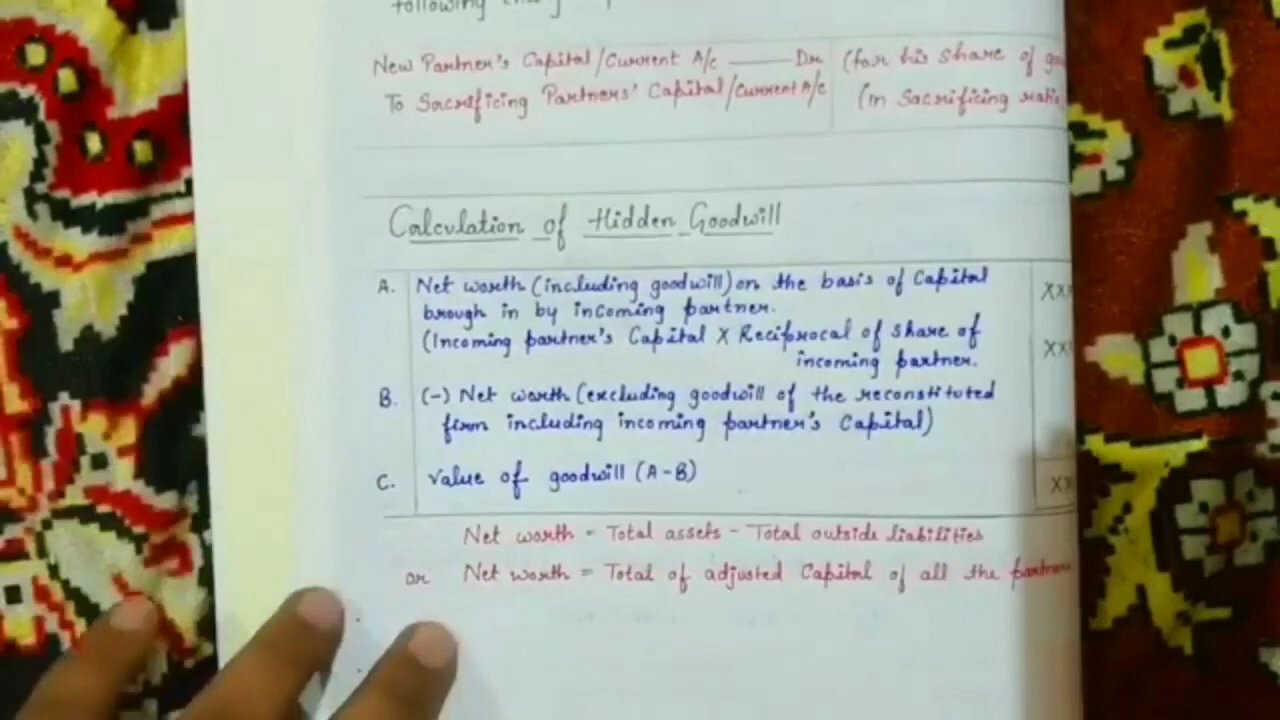 following
New Partner's Capital/Current A/c —— Dr (for his share of
To Sacrificing Partners' Capital/Current A/c (In Sacrificing ratio
Calculation of Hidden Goodwill
A. Net worth (including goodwill) on the basis of Capital XX
brough in by incoming partner.
(Incoming partner's Capital X Reciprocal of share of XX
incoming partner.
B. (-) Net worth (excluding goodwill of the reconstituted
firm including incoming partner's Capital)
C. Value of goodwill (A-B) XX
Net worth = Total assets - Total outside liabilities
or Net worth = Total of adjusted Capital of all the partners